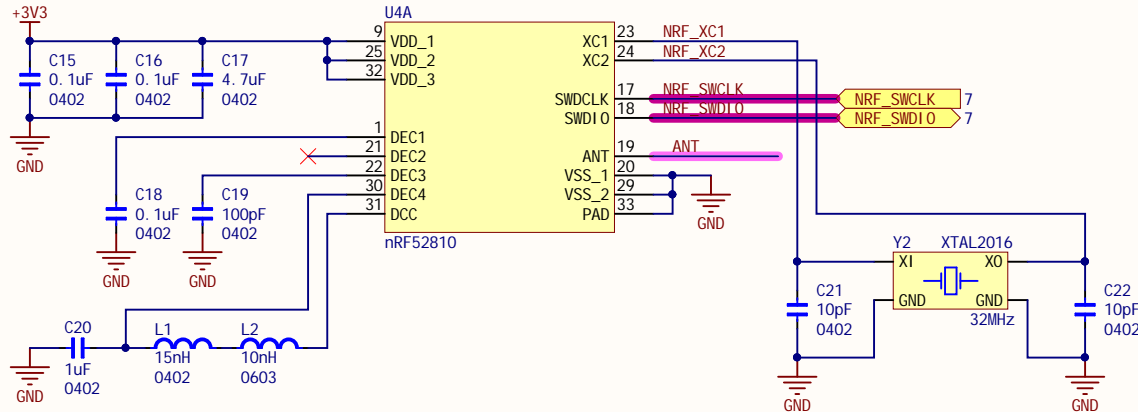 +3V3
C15
0.1uF
0402
C16
0.1uF
0402
C17
4.7uF
0402
GND
U4A
9
VDD_1
25
VDD_2
32
VDD_3
1
DEC1
21
DEC2
22
DEC3
30
DEC4
31
DCC
23
XC1
24
XC2
17
SWDCLK
18
SWDIO
19
ANT
20
VSS_1
29
VSS_2
33
PAD
nRF52810
NRF_XC1
NRF_XC2
NRF_SWCLK
NRF_SWDIO
ANT
NRF_SWCLK 7
NRF_SWDIO 7
GND
C18
0.1uF
0402
GND
C19
100pF
0402
GND
C20
1uF
0402
GND
L1
15nH
0402
L2
10nH
0603
C21
10pF
0402
GND
Y2 XTAL2016
XI XO
GND GND
32MHz
C22
10pF
0402
GND